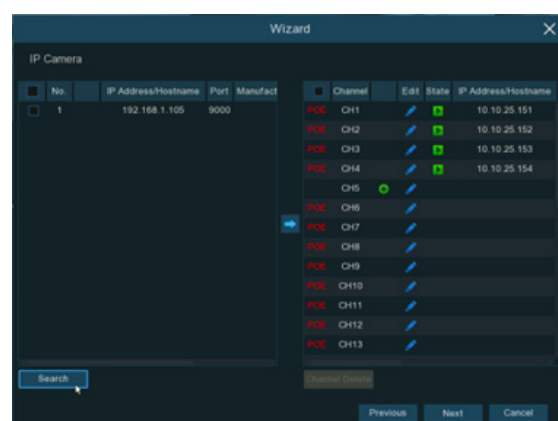 Wizard
IP Camera
No. IP Address/Hostname Port Manufact
1 192.168.1.105 9000
Channel Edit State IP Address/Hostname
POE CH1 10.10.25.151
POE CH2 10.10.25.152
POE CH3 10.10.25.153
POE CH4 10.10.25.154
CH5
POE CH6
POE CH7
POE CH8
POE CH9
POE CH10
POE CH11
POE CH12
POE CH13
Search
Channel Delete
Previous Next Cancel